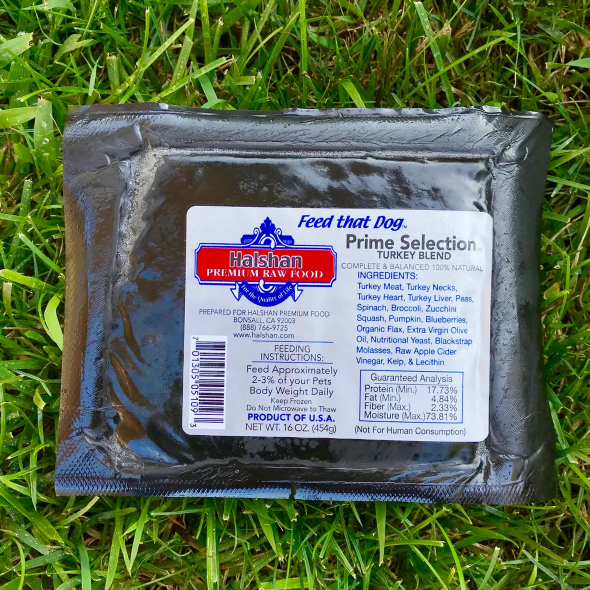 Feed that Dog™
Halshan
PREMIUM RAW FOOD
For the Quality of Life
PREPARED FOR HALSHAN PREMIUM FOOD
BONSALL, CA 92003
(888) 766-9725
www.halshan.com
FEEDING
INSTRUCTIONS:
Feed Approximately
2-3% of your Pets
Body Weight Daily
Keep Frozen
Do Not Microwave to Thaw
PRODUCT OF U.S.A.
NET WT. 16 OZ. (454g)
Prime Selection™
TURKEY BLEND
COMPLETE & BALANCED 100% NATURAL
INGREDIENTS:
Turkey Meat, Turkey Necks,
Turkey Heart, Turkey Liver, Peas,
Spinach, Broccoli, Zucchini
Squash, Pumpkin, Blueberries,
Organic Flax, Extra Virgin Olive
Oil, Nutritional Yeast, Blackstrap
Molasses, Raw Apple Cider
Vinegar, Kelp, & Lecithin
Guaranteed Analysis
Protein (Min.) 17.73%
Fat (Min.) 4.84%
Fiber (Max.) 2.33%
Moisture (Max.) 73.81%
(Not For Human Consumption)